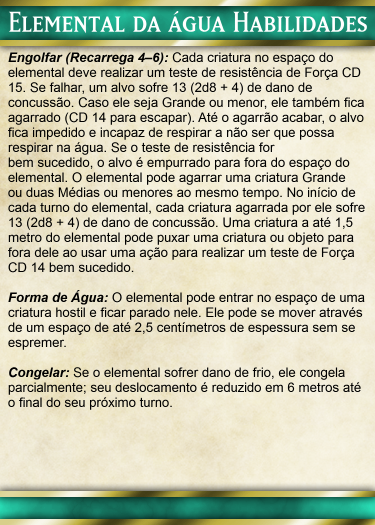 Elemental da água Habilidades
Engolfar (Recarrega 4–6): Cada criatura no espaço do
elemental deve realizar um teste de resistência de Força CD
15. Se falhar, um alvo sofre 13 (2d8 + 4) de dano de
concussão. Caso ele seja Grande ou menor, ele também fica
agarrado (CD 14 para escapar). Até o agarrão acabar, o alvo
fica impedido e incapaz de respirar a não ser que possa
respirar na água. Se o teste de resistência for
bem sucedido, o alvo é empurrado para fora do espaço do
elemental. O elemental pode agarrar uma criatura Grande
ou duas Médias ou menores ao mesmo tempo. No início de
cada turno do elemental, cada criatura agarrada por ele sofre
13 (2d8 + 4) de dano de concussão. Uma criatura a até 1,5
metro do elemental pode puxar uma criatura ou objeto para
fora dele ao usar uma ação para realizar um teste de Força
CD 14 bem sucedido.
Forma de Água: O elemental pode entrar no espaço de uma
criatura hostil e ficar parado nele. Ele pode se mover através
de um espaço de até 2,5 centímetros de espessura sem se
espremer.
Congelar: Se o elemental sofrer dano de frio, ele congela
parcialmente; seu deslocamento é reduzido em 6 metros até
o final do seu próximo turno.